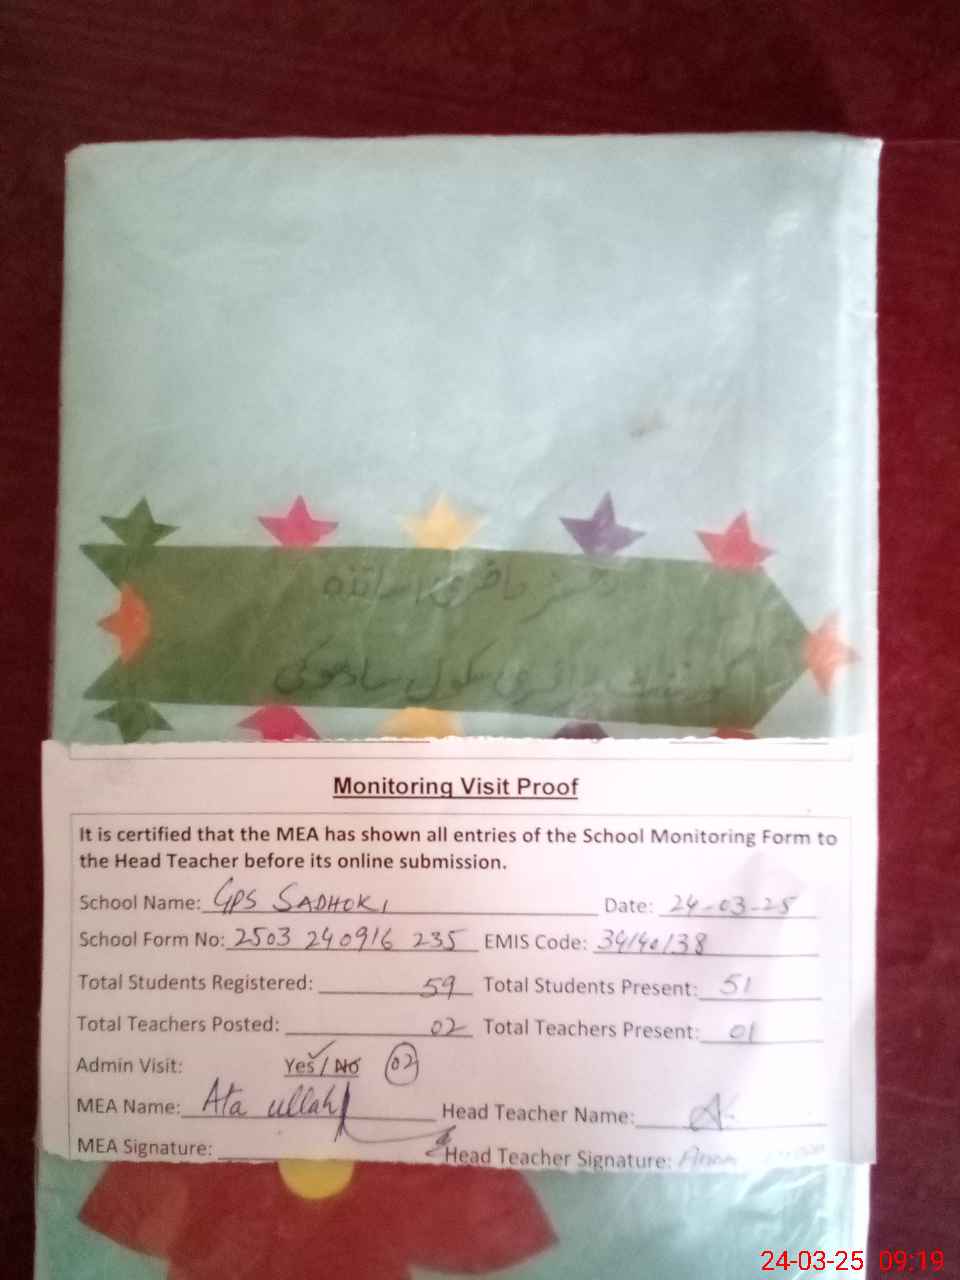 دفتر حاضری اساتذہ
گورنمنٹ پرائمری سکول سادہوکی
Monitoring Visit Proof
It is certified that the MEA has shown all entries of the School Monitoring Form to
the Head Teacher before its online submission.
School Name: GPS SADHOKI Date: 24-03-25
School Form No: 2503 240916 235 EMIS Code: 34140138
Total Students Registered: 59 Total Students Present: 51
Total Teachers Posted: 02 Total Teachers Present: 01
Admin Visit: Yes / No 02
MEA Name: Ata ullah Head Teacher Name:
MEA Signature: Head Teacher Signature:
24-03-25 09:19